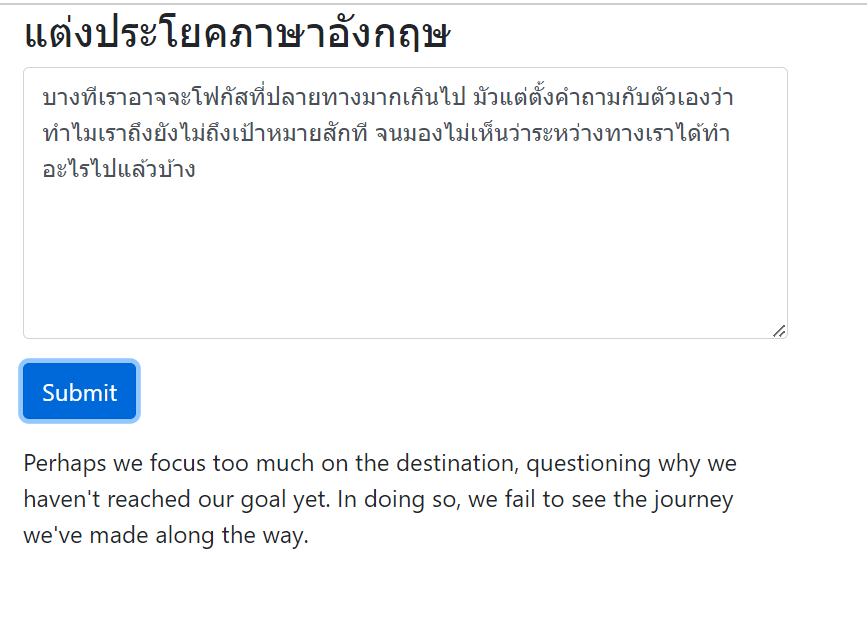 แต่งประโยคภาษาอังกฤษ
บางทีเราอาจจะโฟกัสที่ปลายทางมากเกินไป มัวแต่ตั้งคำถามกับตัวเองว่า
ทำไมเราถึงยังไม่ถึงเป้าหมายสักที จนมองไม่เห็นว่าระหว่างทางเราได้ทำ
อะไรไปแล้วบ้าง
Submit
Perhaps we focus too much on the destination, questioning why we
haven't reached our goal yet. In doing so, we fail to see the journey
we've made along the way.